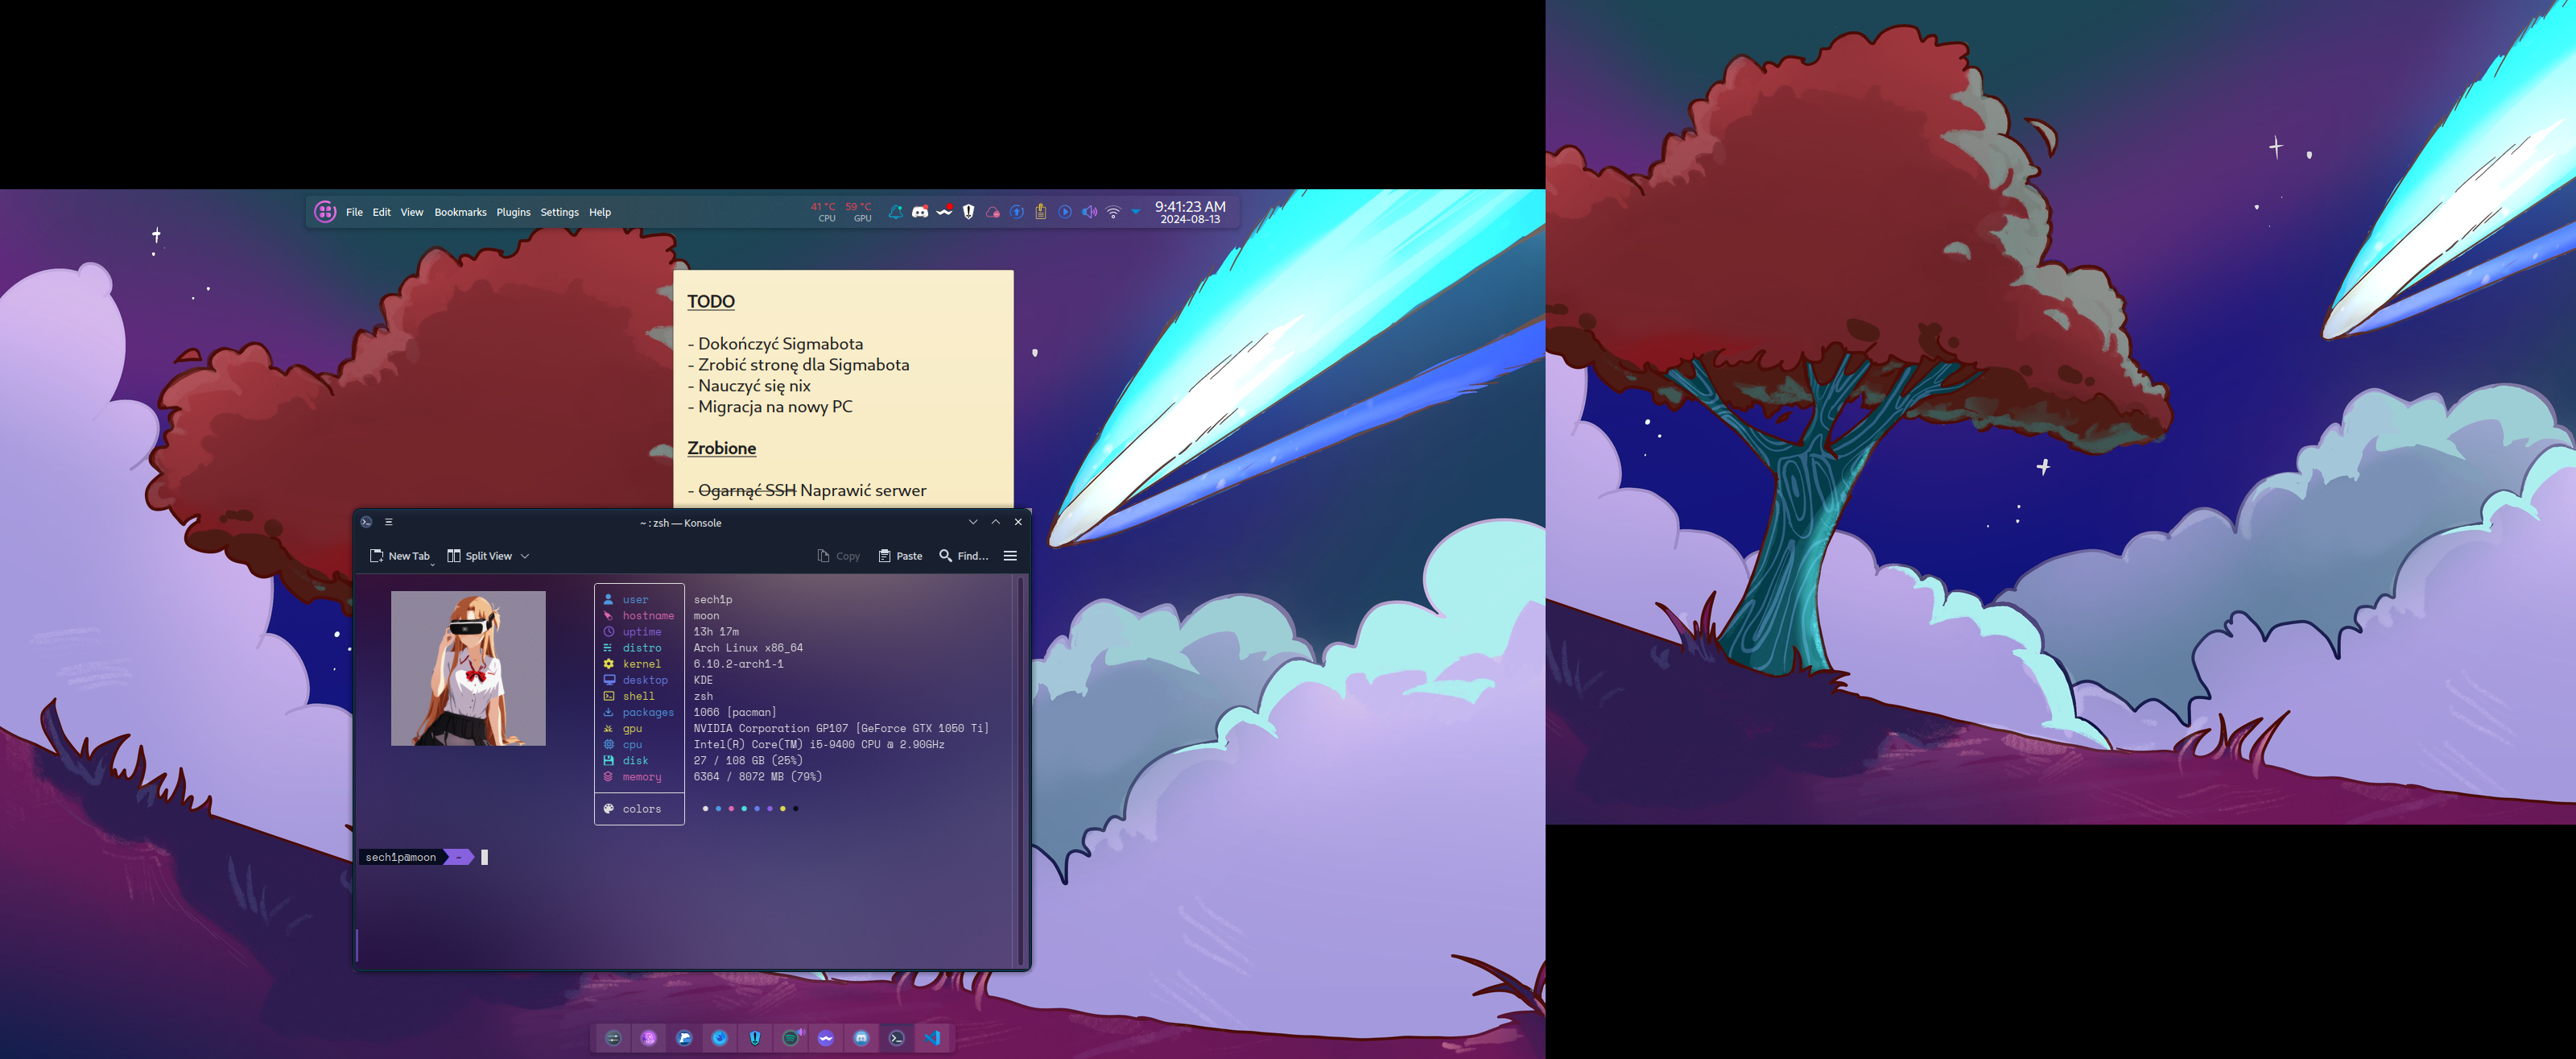 File Edit View Bookmarks Plugins Settings Help
41 °C 59 °C
CPU GPU
9:41:23 AM
2024-08-13
TODO
- Dokończyć Sigmabota
- Zrobić stronę dla Sigmabota
- Nauczyć się nix
- Migracja na nowy PC
Zrobione
- Ogarnąć SSH Naprawić serwer
~ : zsh — Konsole
New Tab Split View Copy Paste Find...
user sech1p
hostname moon
uptime 13h 17m
distro Arch Linux x86_64
kernel 6.10.2-arch1-1
desktop KDE
shell zsh
packages 1066 [pacman]
gpu NVIDIA Corporation GP107 [GeForce GTX 1050 Ti]
cpu Intel(R) Core(TM) i5-9400 CPU @ 2.90GHz
disk 27 / 108 GB (25%)
memory 6364 / 8072 MB (79%)
colors
sech1p@moon ~